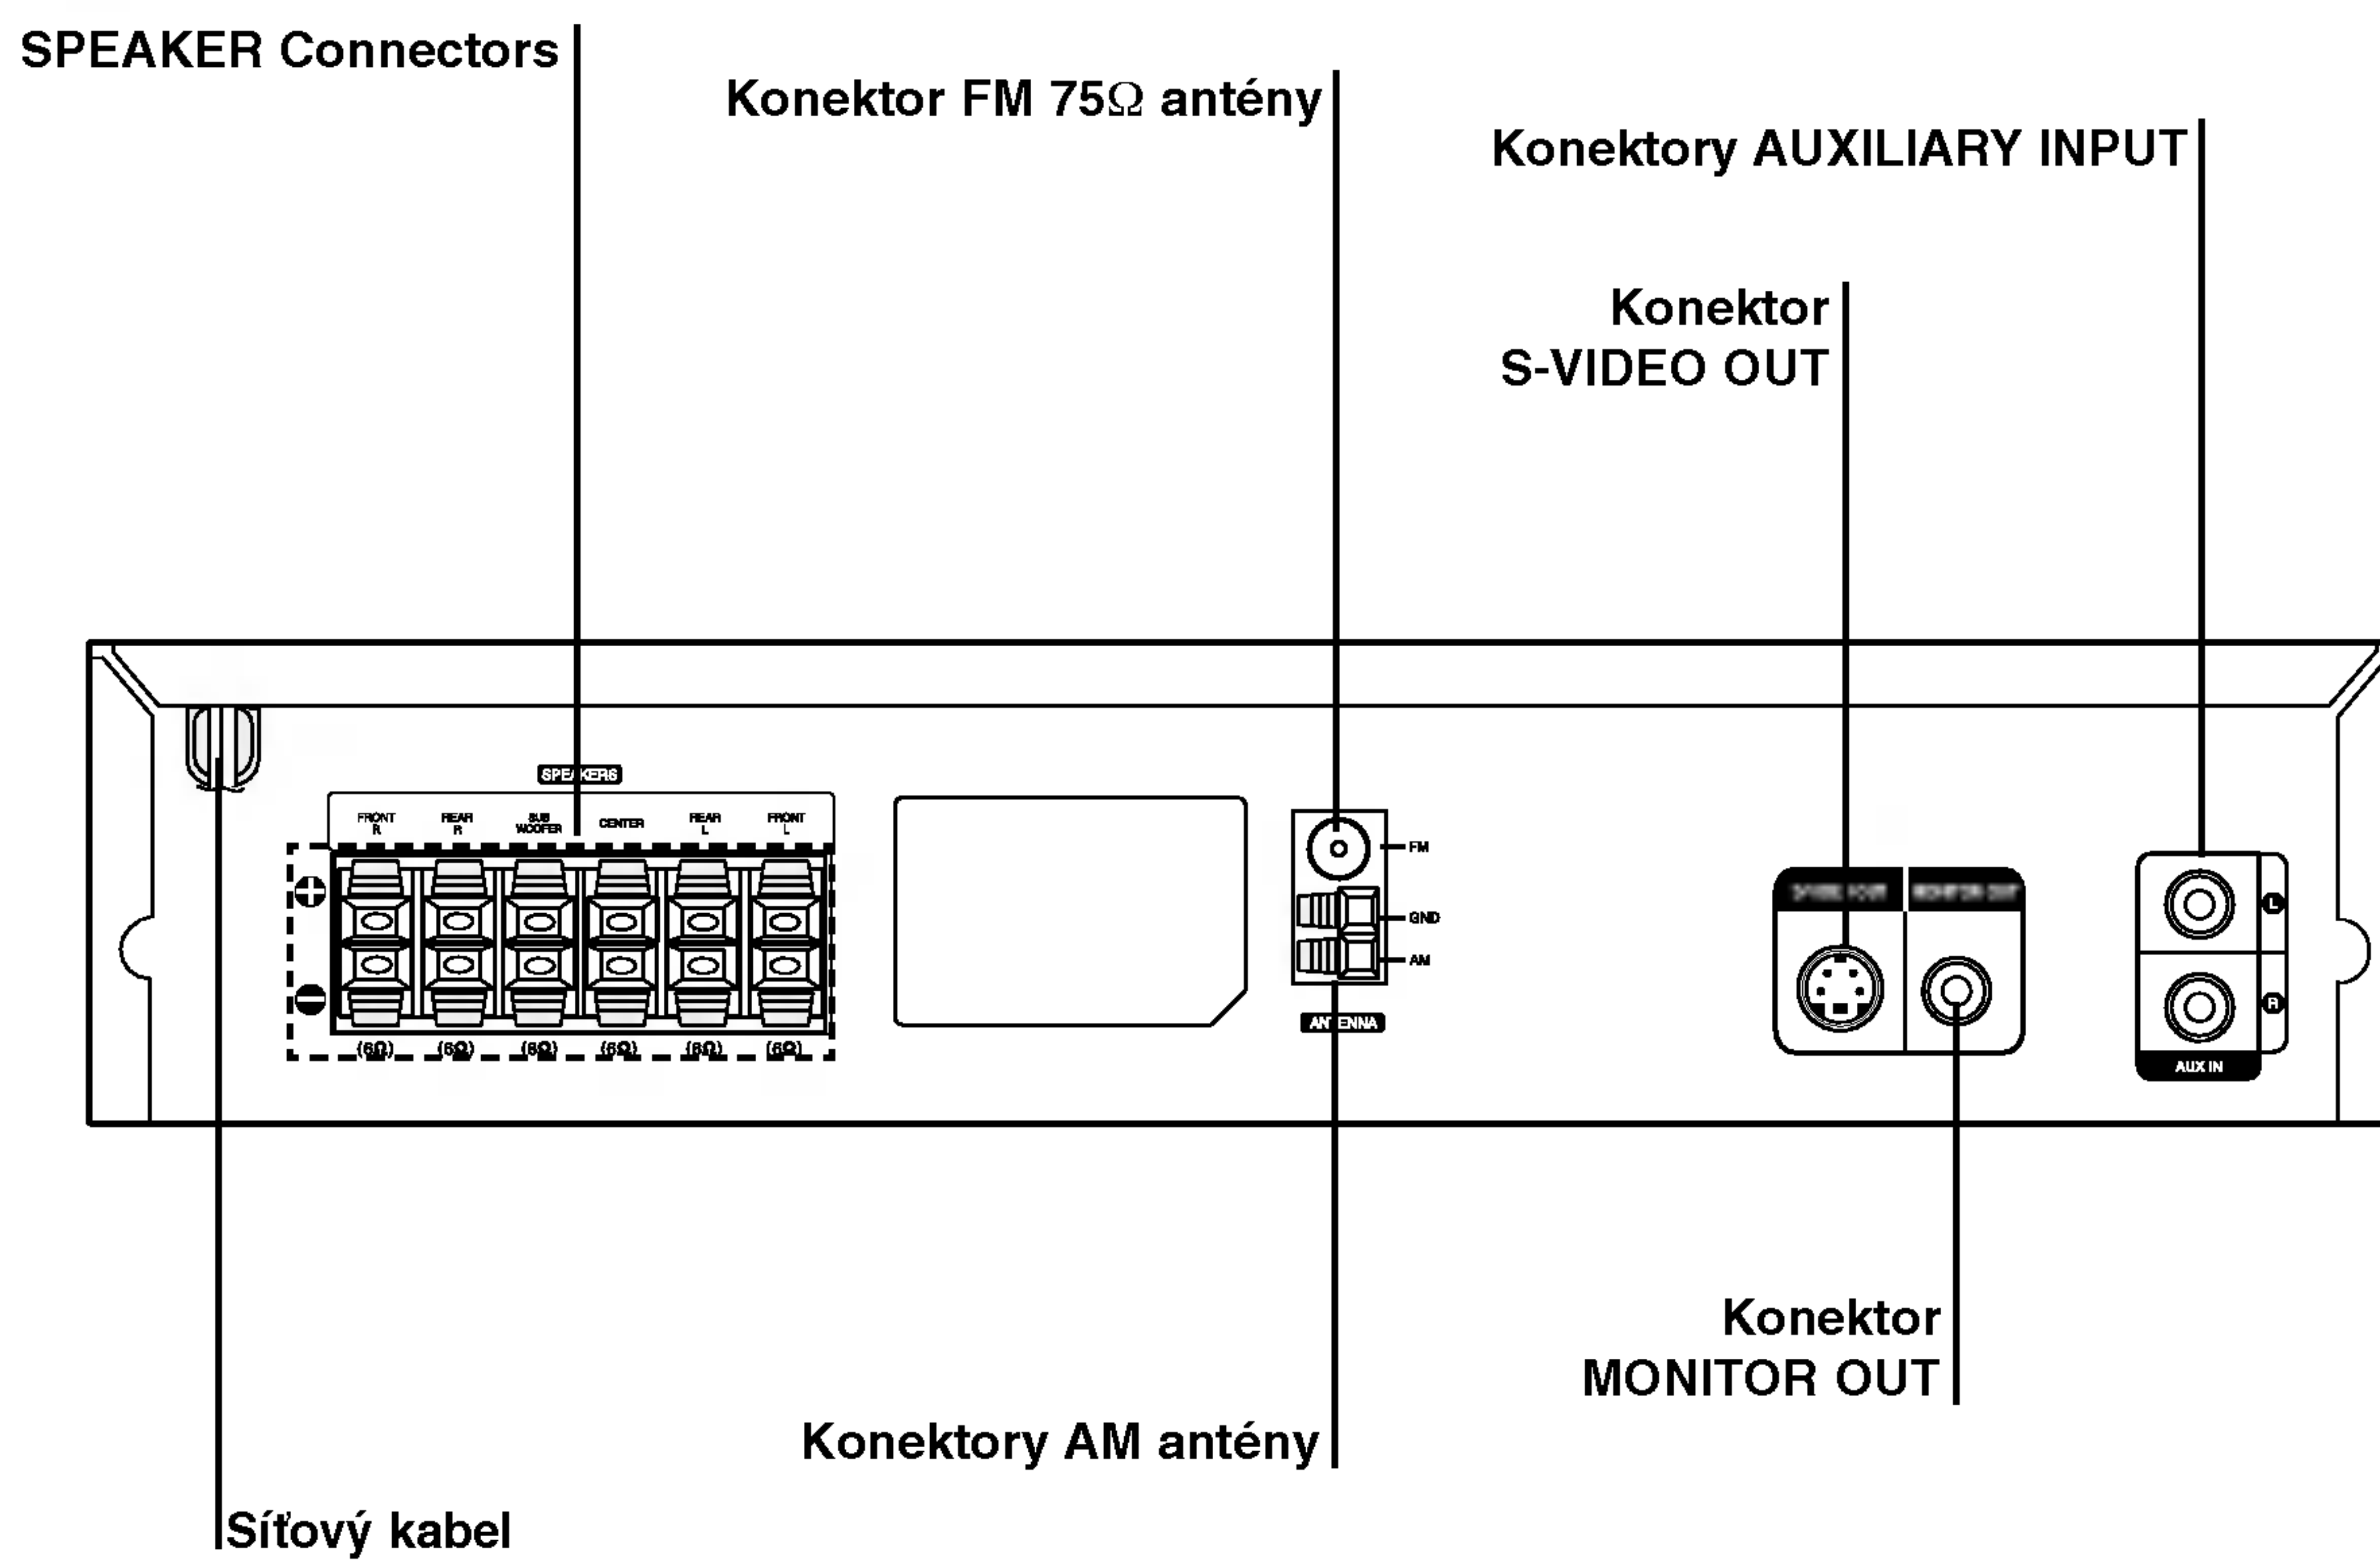 SPEAKER Connectors
Konektor FM 75Ω antény
Konektory AUXILIARY INPUT
Konektor
S-VIDEO OUT
SPEAKERS
FRONT
R
REAR
R
SUB
WOOFER
CENTER
REAR
L
FRONT
L
(6Ω) (6Ω) (6Ω) (6Ω) (6Ω) (6Ω)
FM
GND
AM
ANTENNA
MONITOR OUT
L
R
AUX IN
Konektor
MONITOR OUT
Konektory AM antény
Síťový kabel